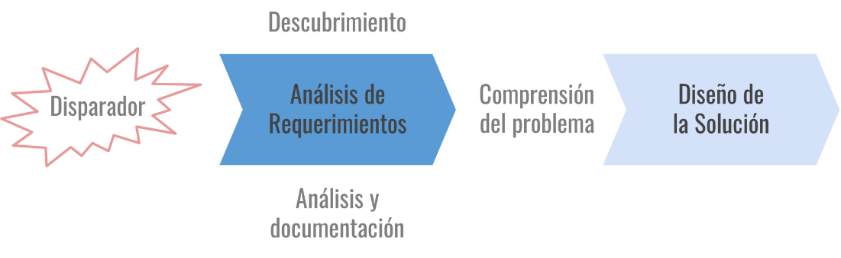 Descubrimiento
Disparador
Análisis de
Requerimientos
Comprensión
del problema
Diseño de
la Solución
Análisis y
documentación